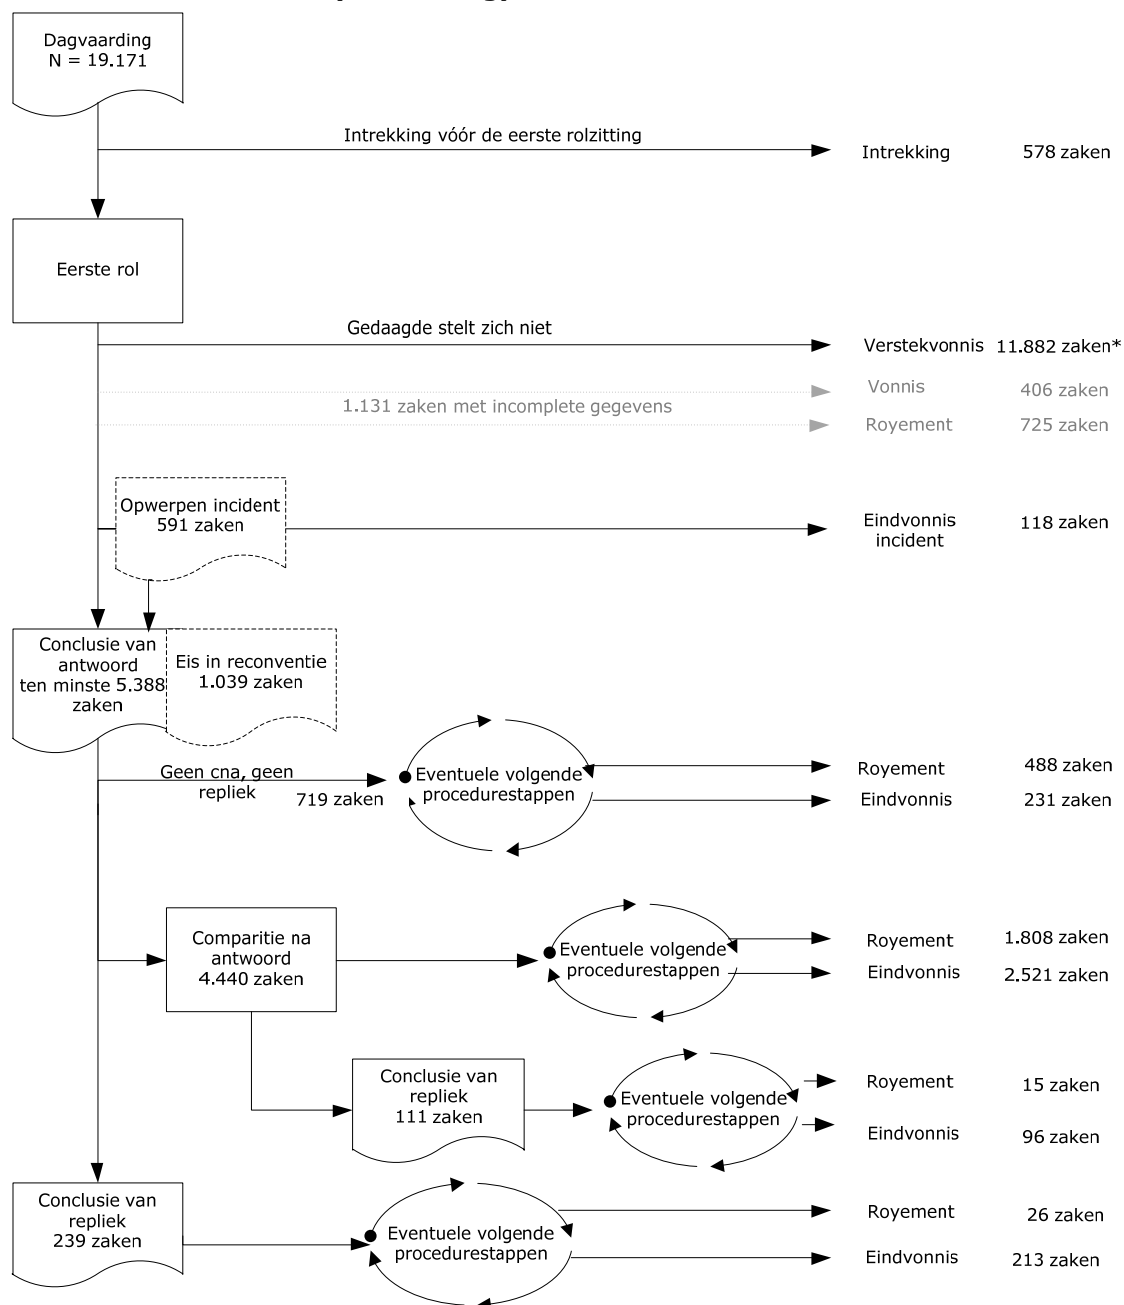 Dagvaarding
N = 19.171
Intrekking vóór de eerste rolzitting
Intrekking 578 zaken
Eerste rol
Gedaagde stelt zich niet
Verstekvonnis 11.882 zaken*
Vonnis 406 zaken
1.131 zaken met incomplete gegevens
Royement 725 zaken
Opwerpen incident
591 zaken
Eindvonnis
incident
118 zaken
Conclusie van
antwoord
ten minste 5.388
zaken
Eis in reconventie
1.039 zaken
Geen cna, geen
repliek
719 zaken
Eventuele volgende
procedurestappen
Royement 488 zaken
Eindvonnis 231 zaken
Comparitie na
antwoord
4.440 zaken
Eventuele volgende
procedurestappen
Royement 1.808 zaken
Eindvonnis 2.521 zaken
Conclusie van
repliek
111 zaken
Eventuele volgende
procedurestappen
Royement 15 zaken
Eindvonnis 96 zaken
Conclusie van
repliek
239 zaken
Eventuele volgende
procedurestappen
Royement 26 zaken
Eindvonnis 213 zaken